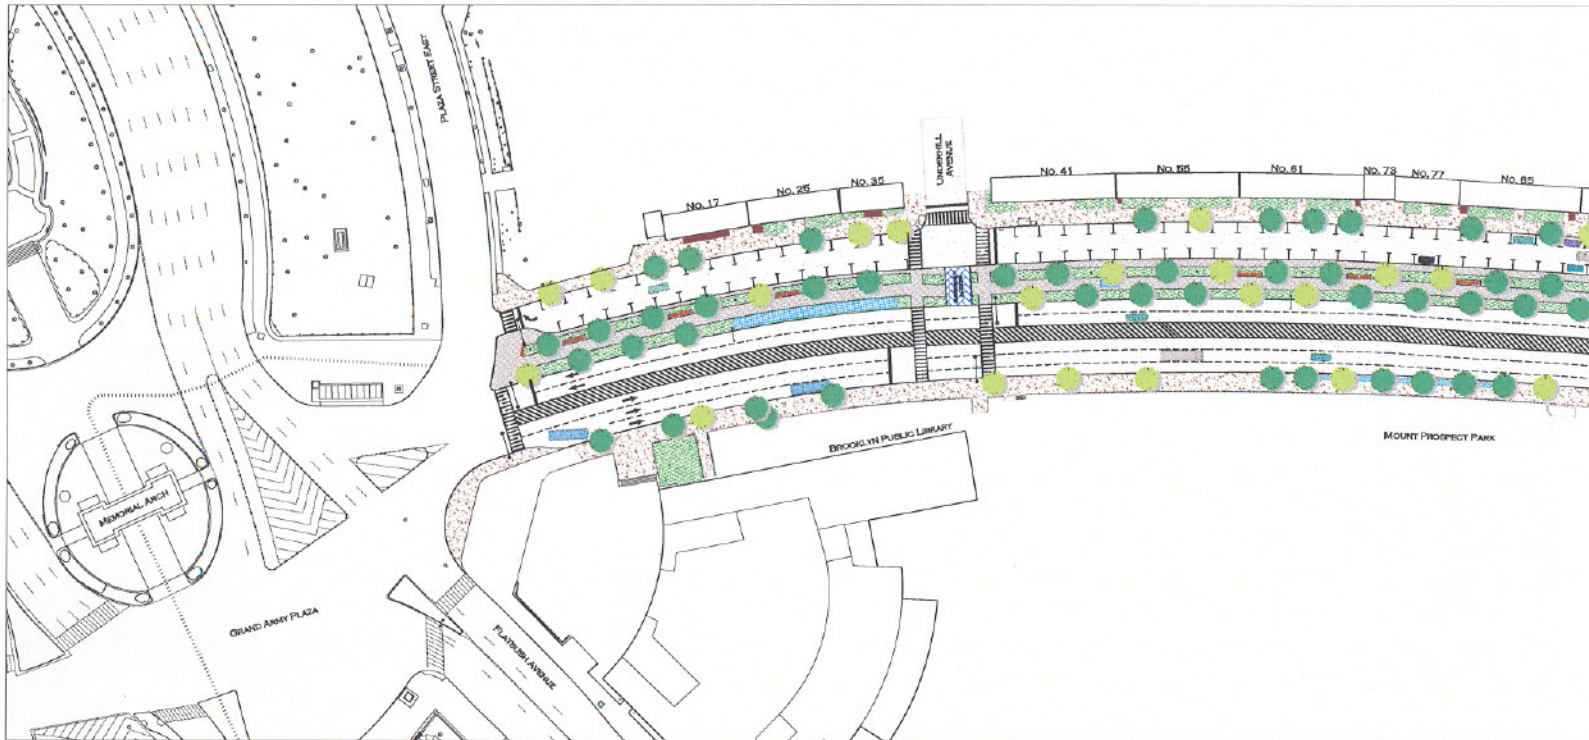 PLAZA STREET EAST
UNDERHILL
AVENUE
No. 17
No. 25
No. 35
No. 41
No. 55
No. 61
No. 73
No. 77
No. 85
BROOKLYN PUBLIC LIBRARY
MOUNT PROSPECT PARK
MEMORIAL ARCH
GRAND ARMY PLAZA
FLATBUSH AVENUE